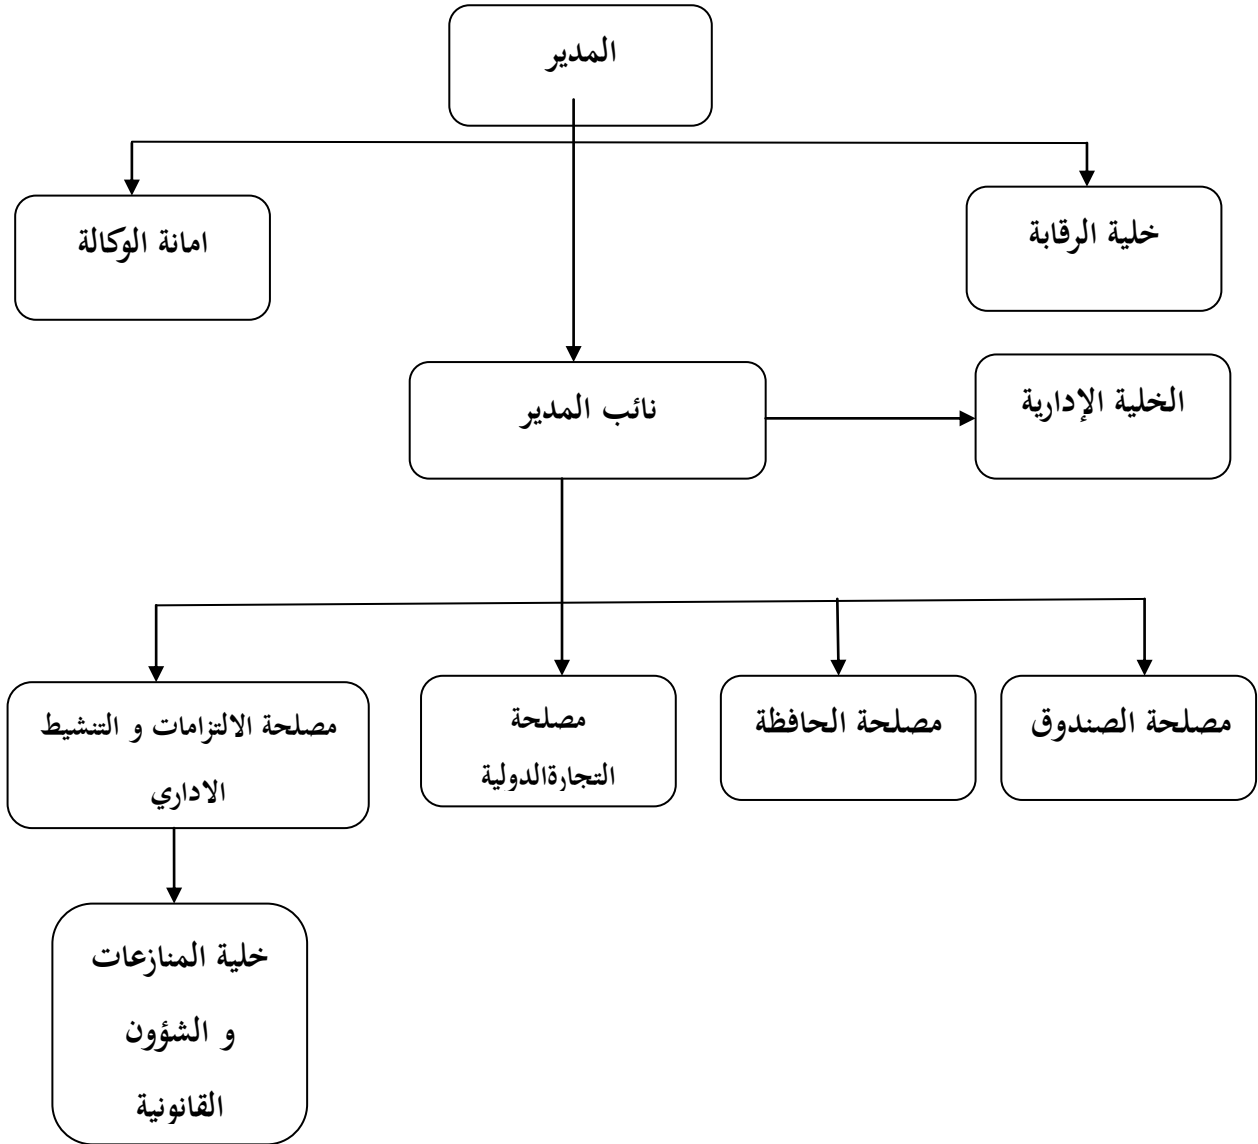 المدير
خلية الرقابة
امانة الوكالة
نائب المدير
الخلية الإدارية
مصلحة الصندوق
مصلحة الحافظة
مصلحة
التجارةالدولية
مصلحة الالتزامات و التنشيط
الاداري
خلية المنازعات
و الشؤون
القانونية